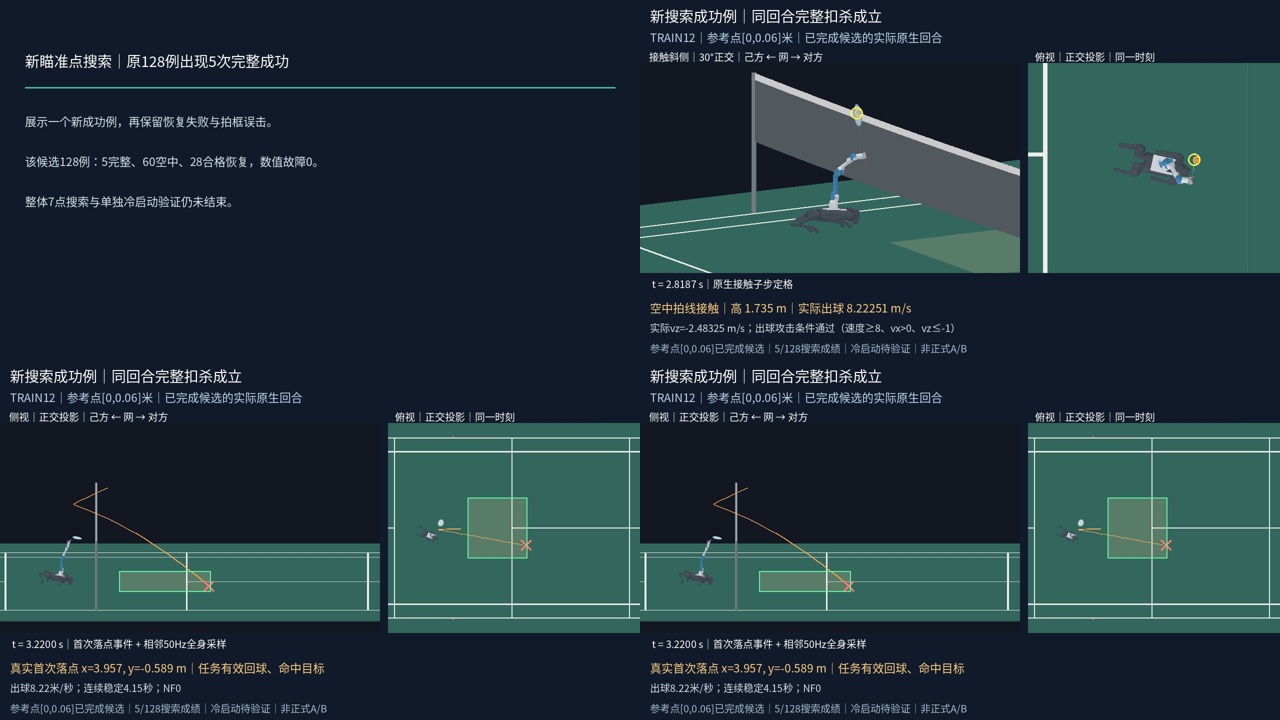 新瞄准点搜索｜原128例出现5次完整成功
展示一个新成功例，再保留恢复失败与拍框误击。
该候选128例：5完整、60空中、28合格恢复，数值故障0。
整体7点搜索与单独冷启动验证仍未结束。
新搜索成功例｜同回合完整扣杀成立
TRAIN12｜参考点[0,0.06]米｜已完成候选的实际原生回合
接触斜侧｜30°正交｜己方 ← 网 → 对方
俯视｜正交投影｜同一时刻
t = 2.8187 s｜原生接触子步定格
空中拍线接触｜高 1.735 m｜实际出球 8.22251 m/s
实际vz=-2.48325 m/s；出球攻击条件通过（速度≥8、vx>0、vz≤-1）
参考点[0,0.06]已完成候选｜5/128搜索成绩｜冷启动待验证｜非正式A/B
新搜索成功例｜同回合完整扣杀成立
TRAIN12｜参考点[0,0.06]米｜已完成候选的实际原生回合
侧视｜正交投影｜己方 ← 网 → 对方
俯视｜正交投影｜同一时刻
t = 3.2200 s｜首次落点事件 + 相邻50Hz全身采样
真实首次落点 x=3.957, y=-0.589 m｜任务有效回球、命中目标
出球8.22米/秒；连续稳定4.15秒；NF0
参考点[0,0.06]已完成候选｜5/128搜索成绩｜冷启动待验证｜非正式A/B
新搜索成功例｜同回合完整扣杀成立
TRAIN12｜参考点[0,0.06]米｜已完成候选的实际原生回合
侧视｜正交投影｜己方 ← 网 → 对方
俯视｜正交投影｜同一时刻
t = 3.2200 s｜首次落点事件 + 相邻50Hz全身采样
真实首次落点 x=3.957, y=-0.589 m｜任务有效回球、命中目标
出球8.22米/秒；连续稳定4.15秒；NF0
参考点[0,0.06]已完成候选｜5/128搜索成绩｜冷启动待验证｜非正式A/B